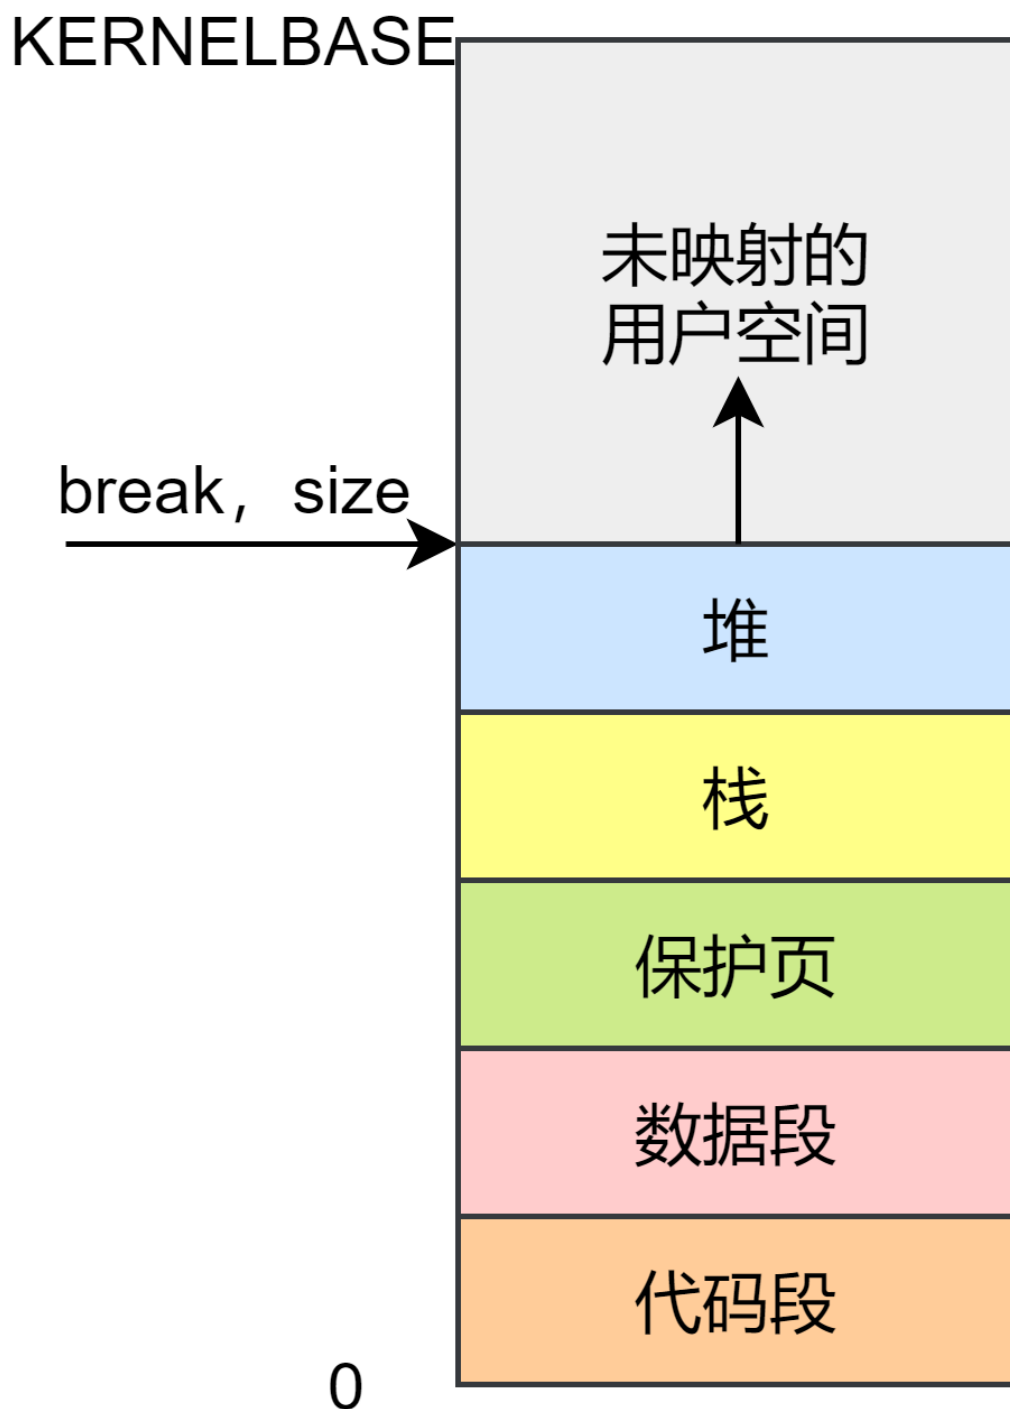 KERNELBASE
未映射的
用户空间
break，size
堆
栈
保护页
数据段
代码段
0